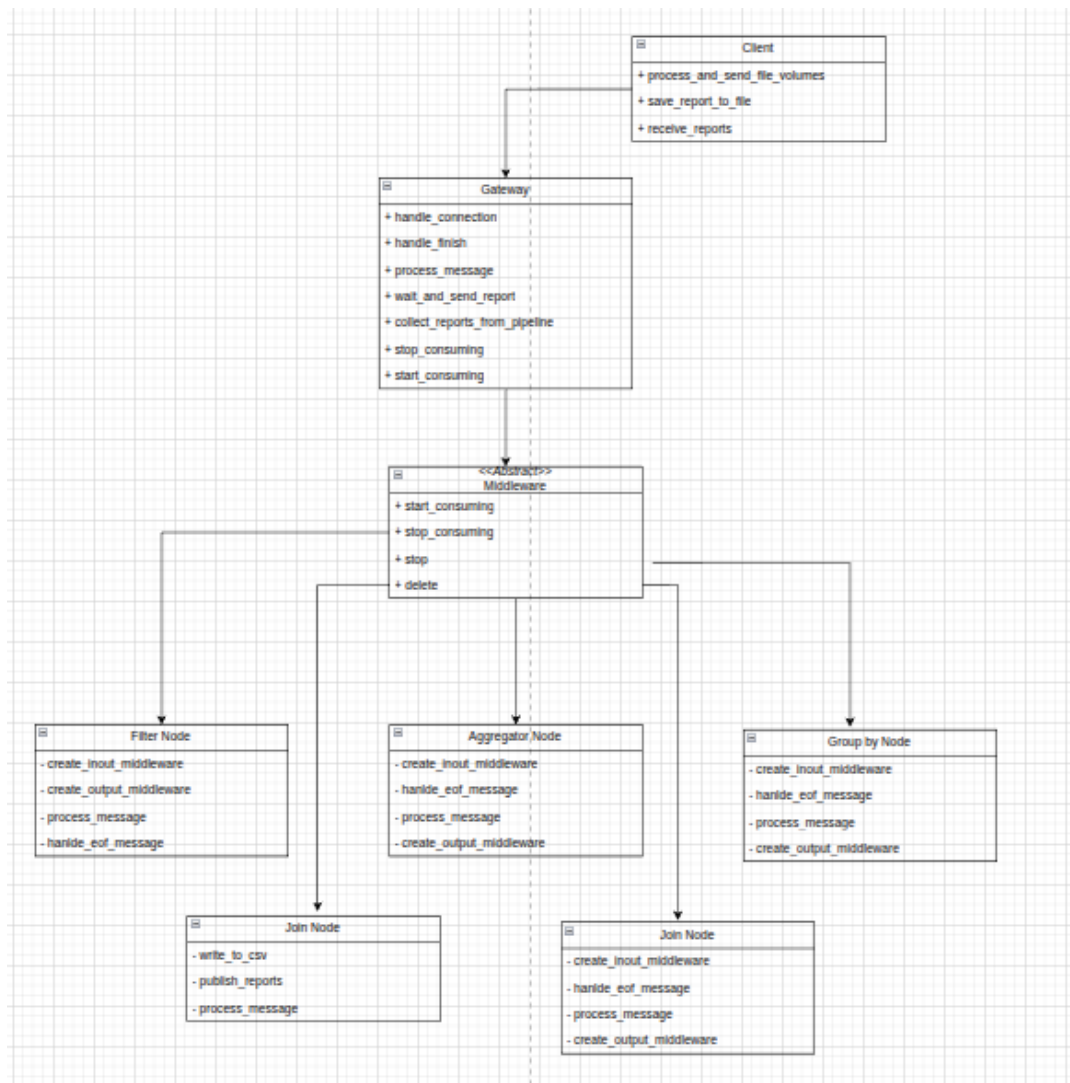 Client
+ process_and_send_file_volumes
+ save_report_to_file
+ receive_reports
Gateway
+ handle_connection
+ handle_finish
+ process_message
+ wait_and_send_report
+ collect_reports_from_pipeline
+ stop_consuming
+ start_consuming
<<Abstract>>
Middleware
+ start_consuming
+ stop_consuming
+ stop
+ delete
Filter Node
- create_inout_middleware
- create_output_middleware
- process_message
- hanlde_eof_message
Aggregator Node
- create_inout_middleware
- hanlde_eof_message
- process_message
- create_output_middleware
Group by Node
- create_inout_middleware
- hanlde_eof_message
- process_message
- create_output_middleware
Join Node
- write_to_csv
- publish_reports
- process_message
Join Node
- create_inout_middleware
- hanlde_eof_message
- process_message
- create_output_middleware